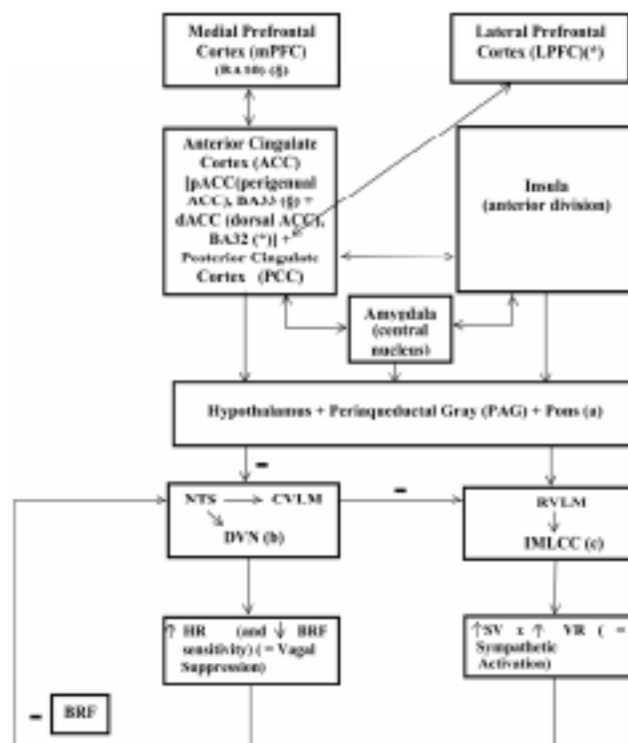 Medial Prefrontal
Cortex (mPFC)
(BA10) (§)
Lateral Prefrontal
Cortex (LPFC)(*)
Anterior Cingulate
Cortex (ACC)
[pACC(perigenual
ACC), BA33 (§) +
dACC (dorsal ACC),
BA32 (*)] +
Posterior Cingulate
Cortex (PCC)
Insula
(anterior division)
Amygdala
(central
nucleus)
Hypothalamus + Periaqueductal Gray (PAG) + Pons (a)
-
NTS → CVLM
↘
DVN (b)
-
RVLM
↓
IMLCC (c)
↑ HR (and ↓ BRF
sensitivity) ( = Vagal
Suppression)
↑SV x ↑ VR ( =
Sympathetic
Activation)
- BRF